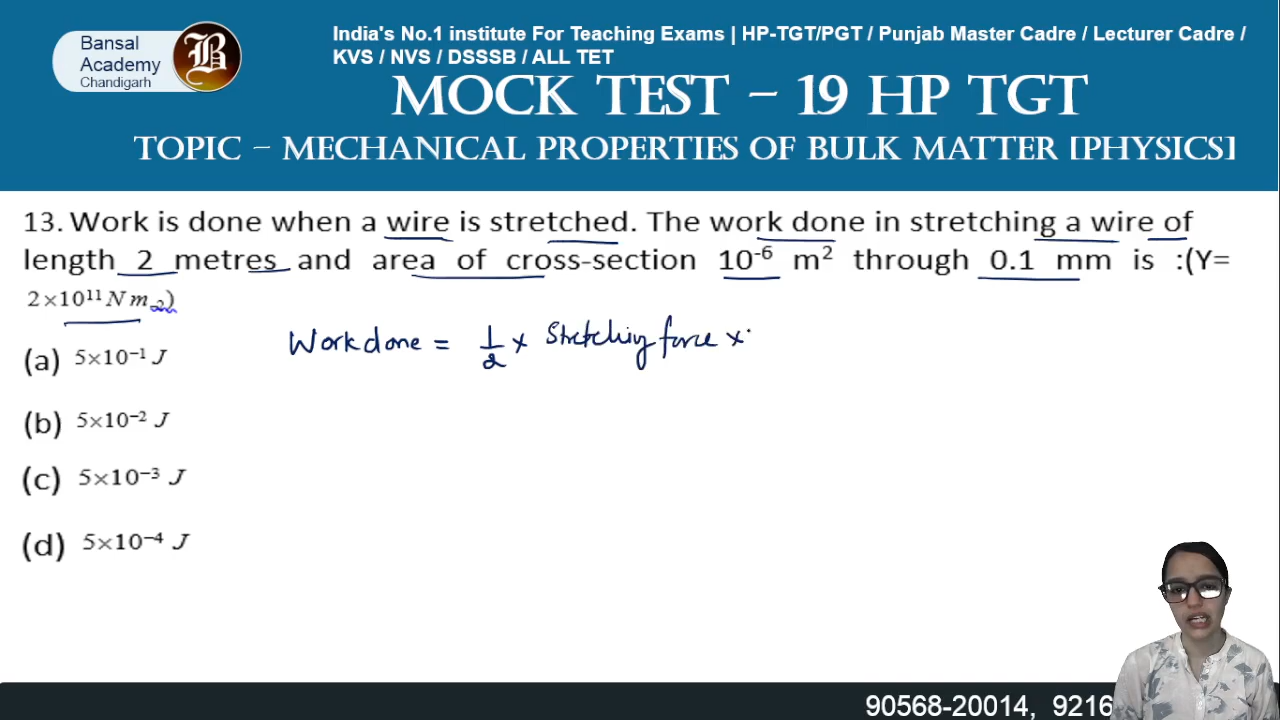 Bansal
Academy
Chandigarh
India's No.1 institute For Teaching Exams | HP-TGT/PGT / Punjab Master Cadre / Lecturer Cadre /
KVS / NVS / DSSSB / ALL TET
MOCK TEST – 19 HP TGT
TOPIC – MECHANICAL PROPERTIES OF BULK MATTER [PHYSICS]
13. Work is done when a wire is stretched. The work done in stretching a wire of
length 2 metres and area of cross-section 10⁻⁶ m² through 0.1 mm is :(Y=
2×10¹¹ N m₋₂)
Work done = 1/2 × Stretching force ×
(a) 5×10⁻¹ J
(b) 5×10⁻² J
(c) 5×10⁻³ J
(d) 5×10⁻⁴ J
90568-20014, 9216